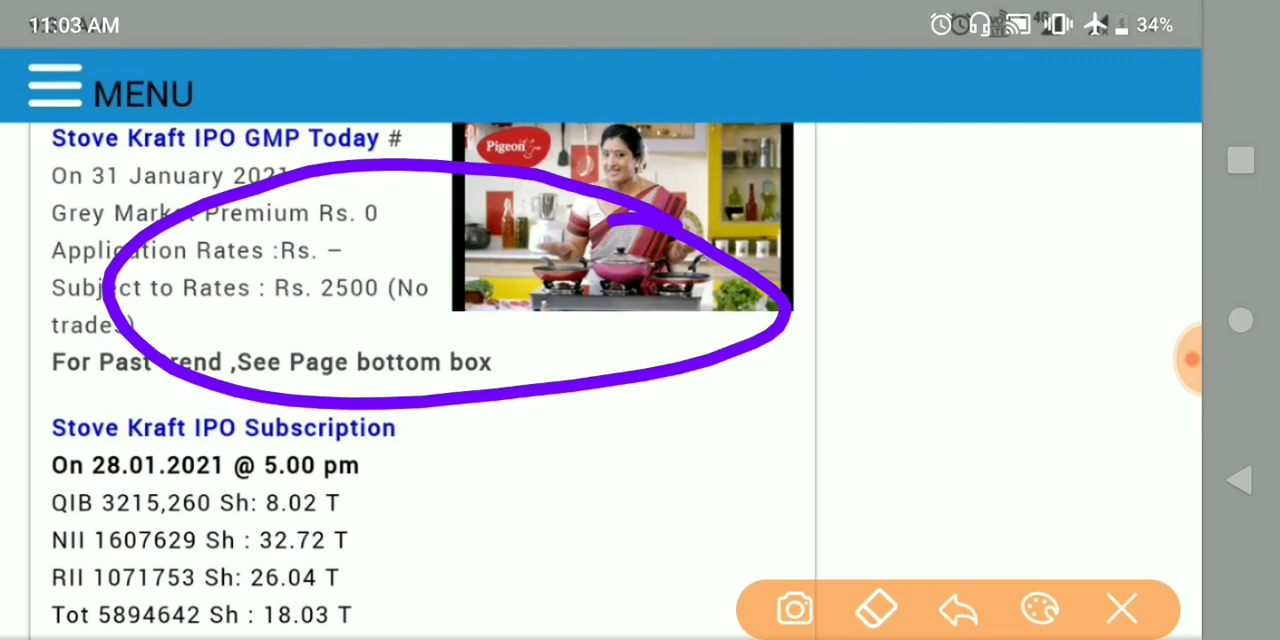 11:03 AM
34%
MENU
Stove Kraft IPO GMP Today #
Pigeon
On 31 January 2021
Grey Market Premium Rs. 0
Application Rates :Rs. –
Subject to Rates : Rs. 2500 (No
trades)
For Past trend ,See Page bottom box
Stove Kraft IPO Subscription
On 28.01.2021 @ 5.00 pm
QIB 3215,260 Sh: 8.02 T
NII 1607629 Sh : 32.72 T
RII 1071753 Sh: 26.04 T
Tot 5894642 Sh : 18.03 T